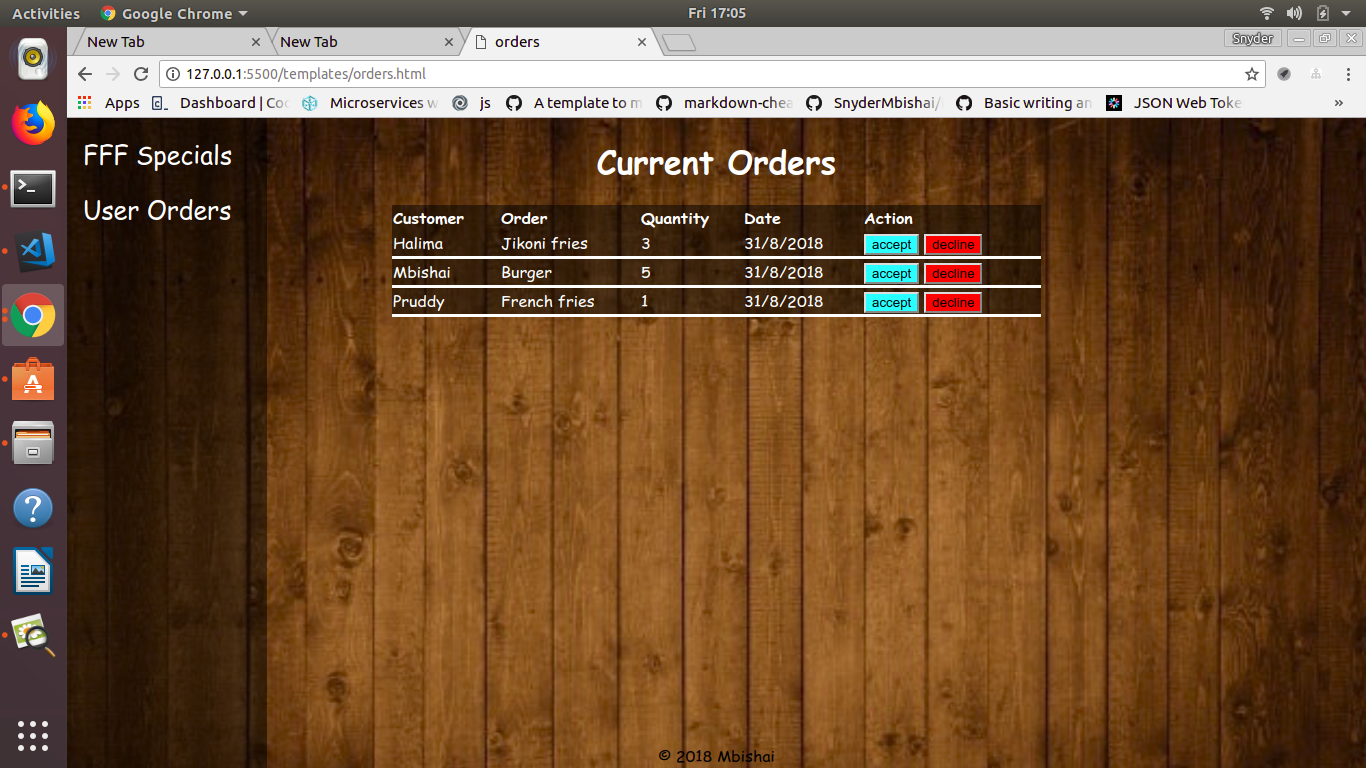 Activities Google Chrome Fri 17:05
New Tab New Tab orders Snyder
127.0.0.1:5500/templates/orders.html
Apps Dashboard | Co Microservices js A template to m markdown-chea SnyderMbishai/ Basic writing an JSON Web Toke »
FFF Specials
User Orders
Current Orders
Customer Order Quantity Date Action
Halima Jikoni fries 3 31/8/2018 accept decline
Mbishai Burger 5 31/8/2018 accept decline
Pruddy French fries 1 31/8/2018 accept decline
© 2018 Mbishai